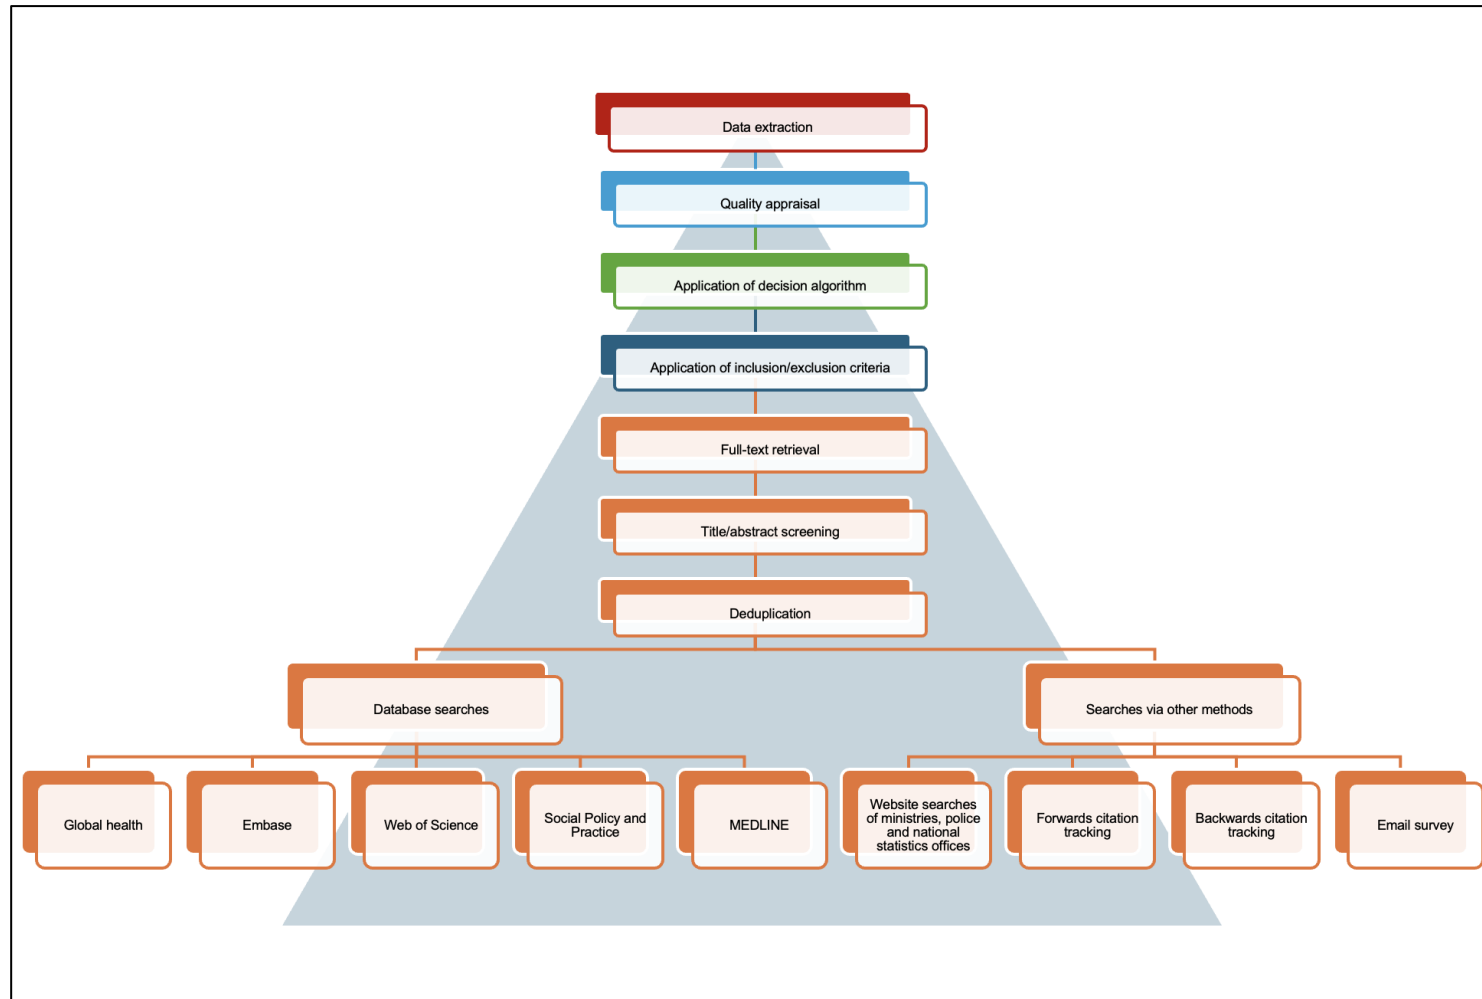 Data extraction
Quality appraisal
Application of decision algorithm
Application of inclusion/exclusion criteria
Full-text retrieval
Title/abstract screening
Deduplication
Database searches
Searches via other methods
Global health
Embase
Web of Science
Social Policy and
Practice
MEDLINE
Website searches
of ministries, police
and national
statistics offices
Forwards citation
tracking
Backwards citation
tracking
Email survey